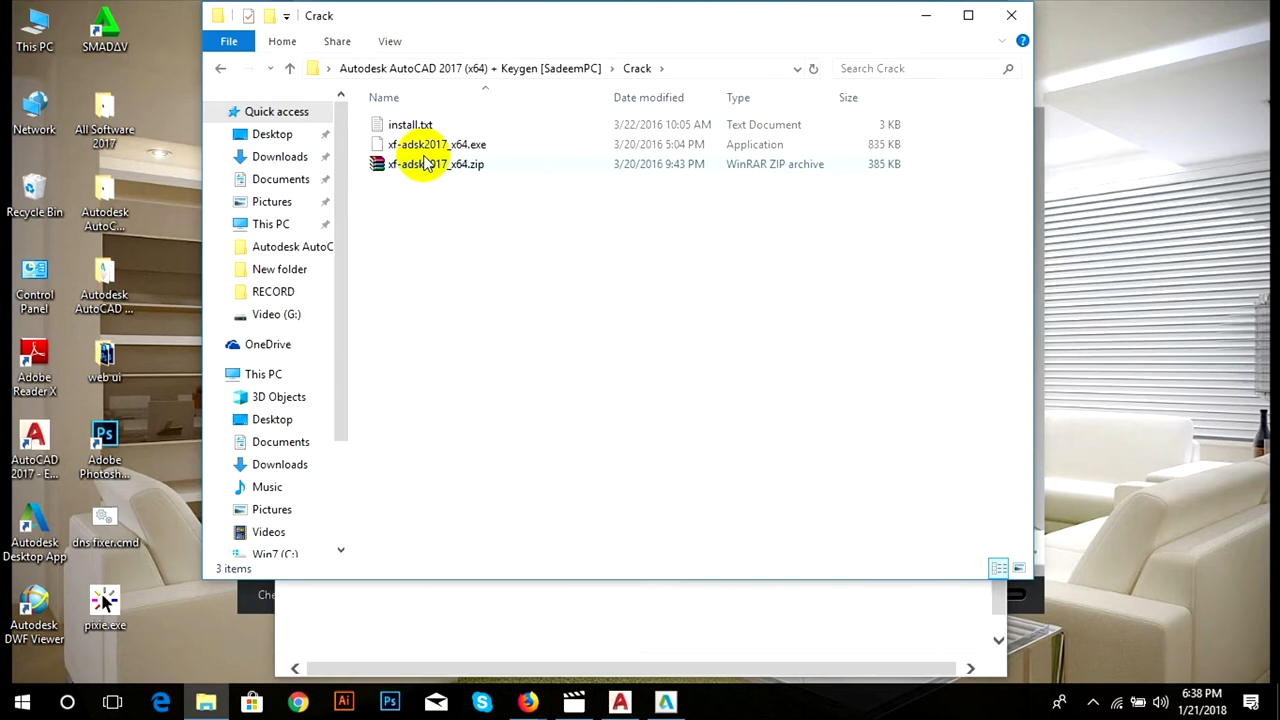 Crack
File Home Share View
Autodesk AutoCAD 2017 (x64) + Keygen [SadeemPC] Crack
Search Crack
Name Date modified Type Size
install.txt 3/22/2016 10:05 AM Text Document 3 KB
xf-adsk2017_x64.exe 3/20/2016 5:04 PM Application 835 KB
xf-adsk2017_x64.zip 3/20/2016 9:43 PM WinRAR ZIP archive 385 KB
Quick access
Desktop
Downloads
Documents
Pictures
This PC
Autodesk AutoC
New folder
RECORD
Video (G:)
OneDrive
This PC
3D Objects
Desktop
Documents
Downloads
Music
Pictures
Videos
Win7 (C:)
3 items
Che
This PC
SMADAV
Network
All Software
2017
Recycle Bin
Autodesk
AutoC...
Control
Panel
Autodesk
AutoCAD ...
Adobe
Reader X
web ui
AutoCAD
2017 - E...
Adobe
Photosh...
Autodesk
Desktop App
dns fixer.cmd
Autodesk
DWF Viewer
pixie.exe
6:38 PM
1/21/2018